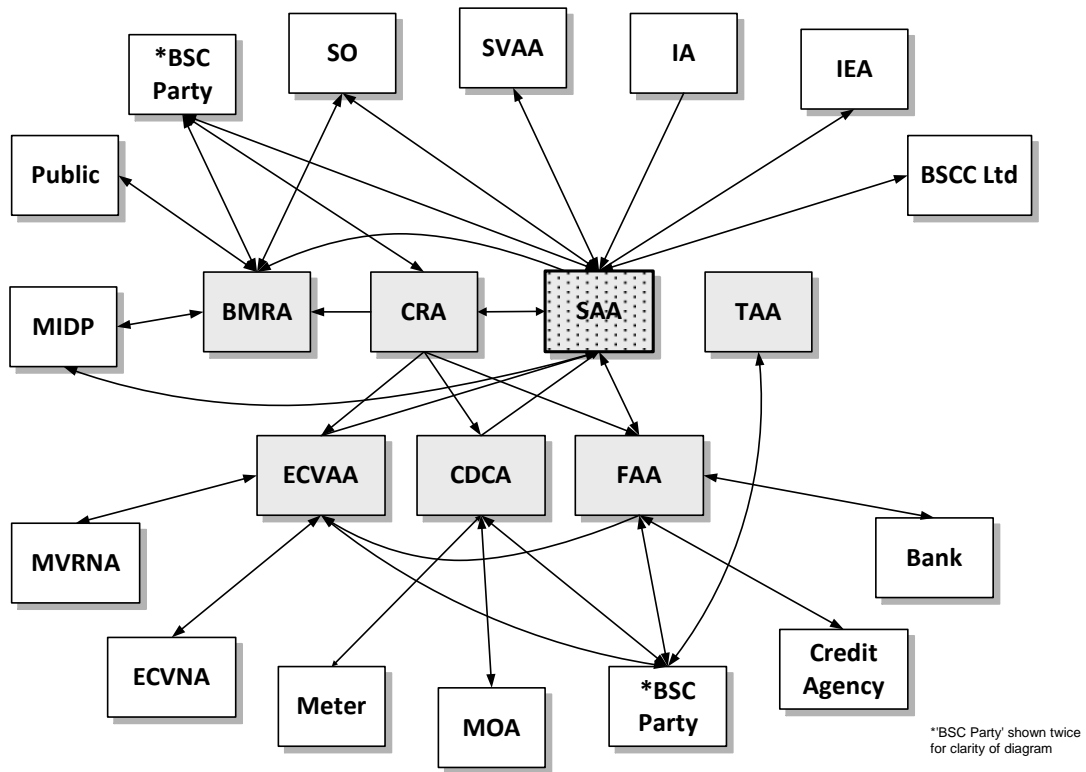 *BSC
Party
SO
SVAA
IA
IEA
Public
BSCC Ltd
MIDP
BMRA
CRA
SAA
TAA
ECVAA
CDCA
FAA
MVRNA
Bank
ECVNA
Meter
MOA
*BSC
Party
Credit
Agency
*'BSC Party' shown twice
for clarity of diagram